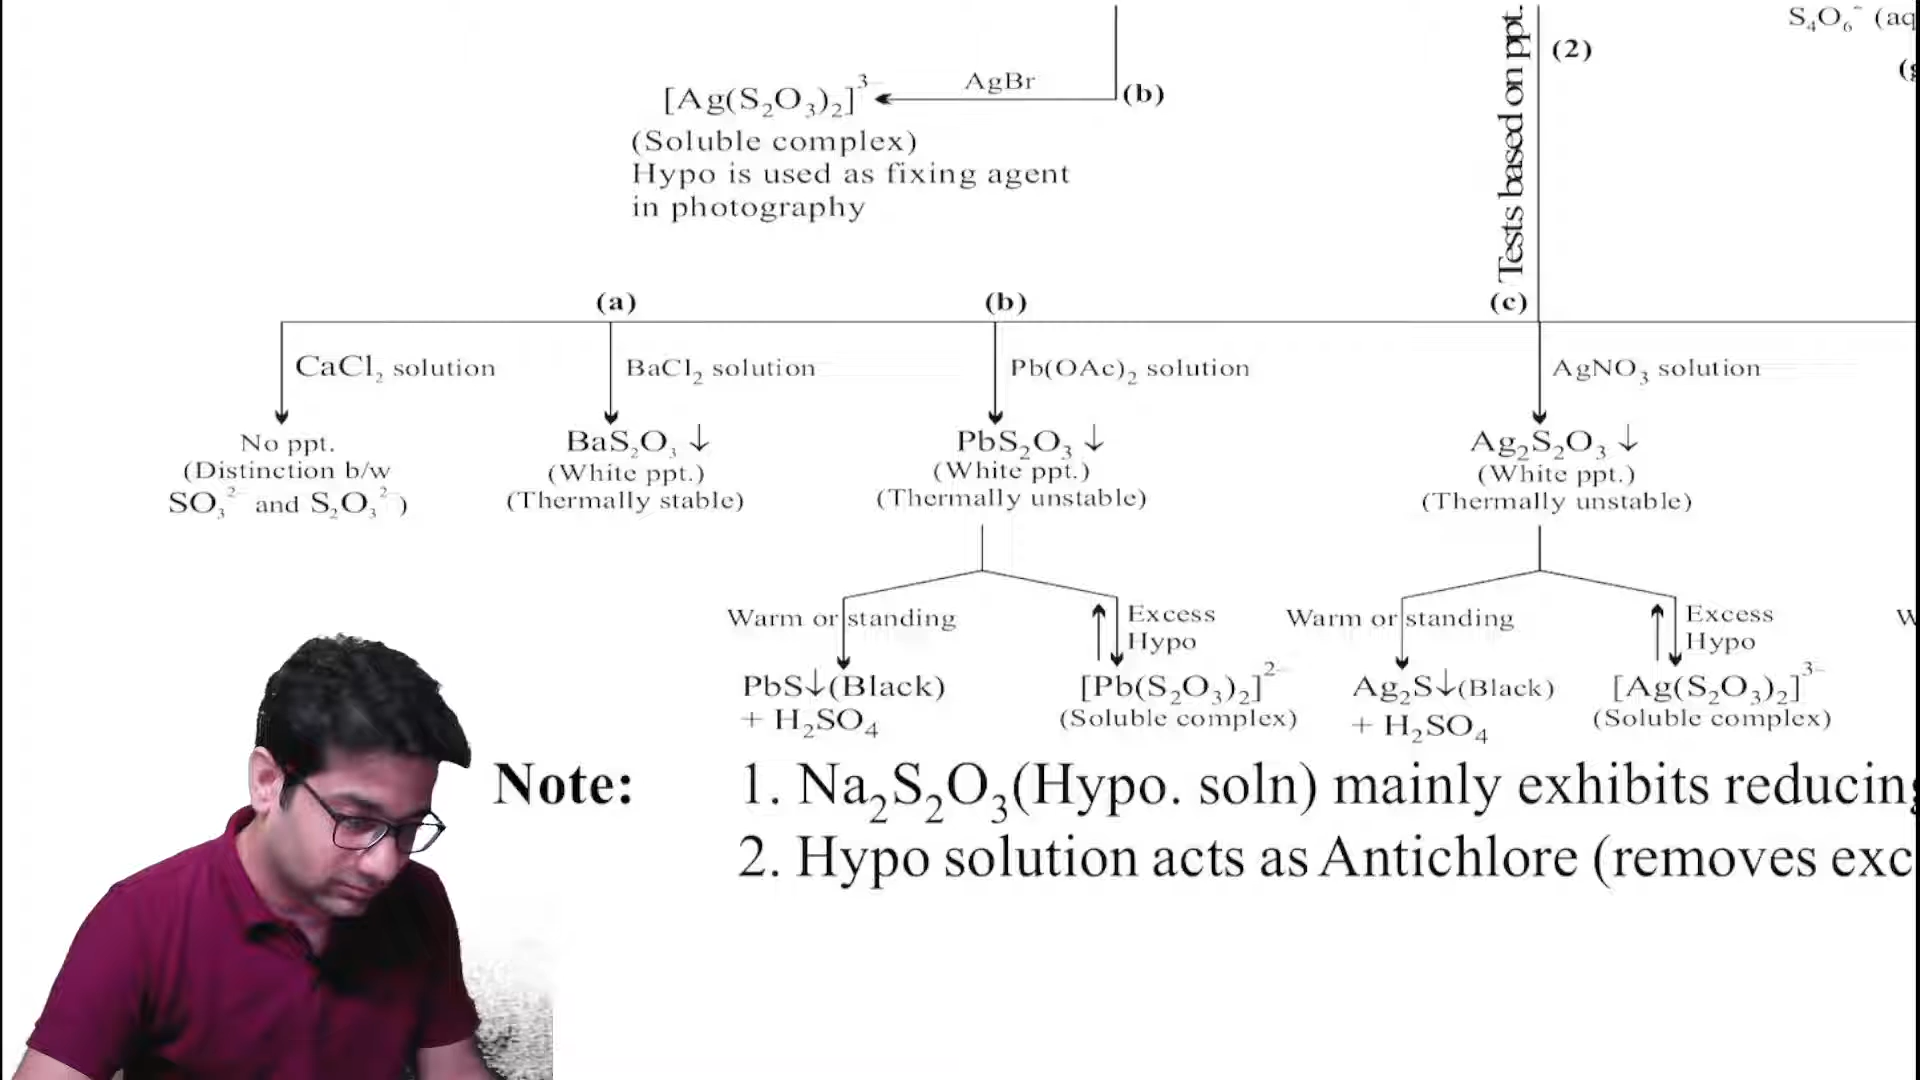 S₄O₆⁻ (aq
(2)
Tests based on ppt.
AgBr
(b)
[Ag(S₂O₃)₂]³⁻
(Soluble complex)
Hypo is used as fixing agent
in photography
(a)
(b)
(c)
CaCl₂ solution
BaCl₂ solution
Pb(OAc)₂ solution
AgNO₃ solution
No ppt.
(Distinction b/w
SO₃²⁻ and S₂O₃²⁻)
BaS₂O₃ ↓
(White ppt.)
(Thermally stable)
PbS₂O₃ ↓
(White ppt.)
(Thermally unstable)
Ag₂S₂O₃ ↓
(White ppt.)
(Thermally unstable)
Warm or standing
Excess
Hypo
Warm or standing
Excess
Hypo
W
PbS↓(Black)
+ H₂SO₄
[Pb(S₂O₃)₂]²⁻
(Soluble complex)
Ag₂S↓(Black)
+ H₂SO₄
[Ag(S₂O₃)₂]³⁻
(Soluble complex)
Note: 1. Na₂S₂O₃(Hypo. soln) mainly exhibits reducing
2. Hypo solution acts as Antichlore (removes exc